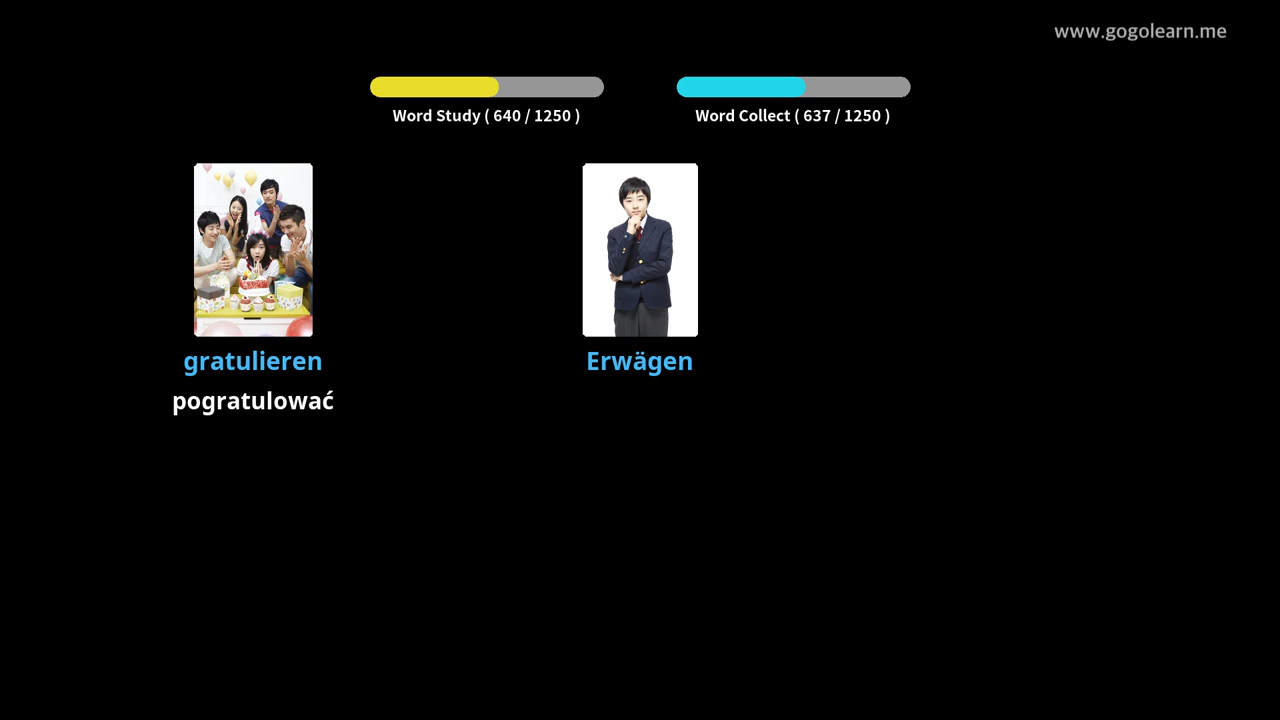 www.gogolearn.me
Word Study ( 640 / 1250 )
Word Collect ( 637 / 1250 )
gratulieren
pogratulować
Erwägen